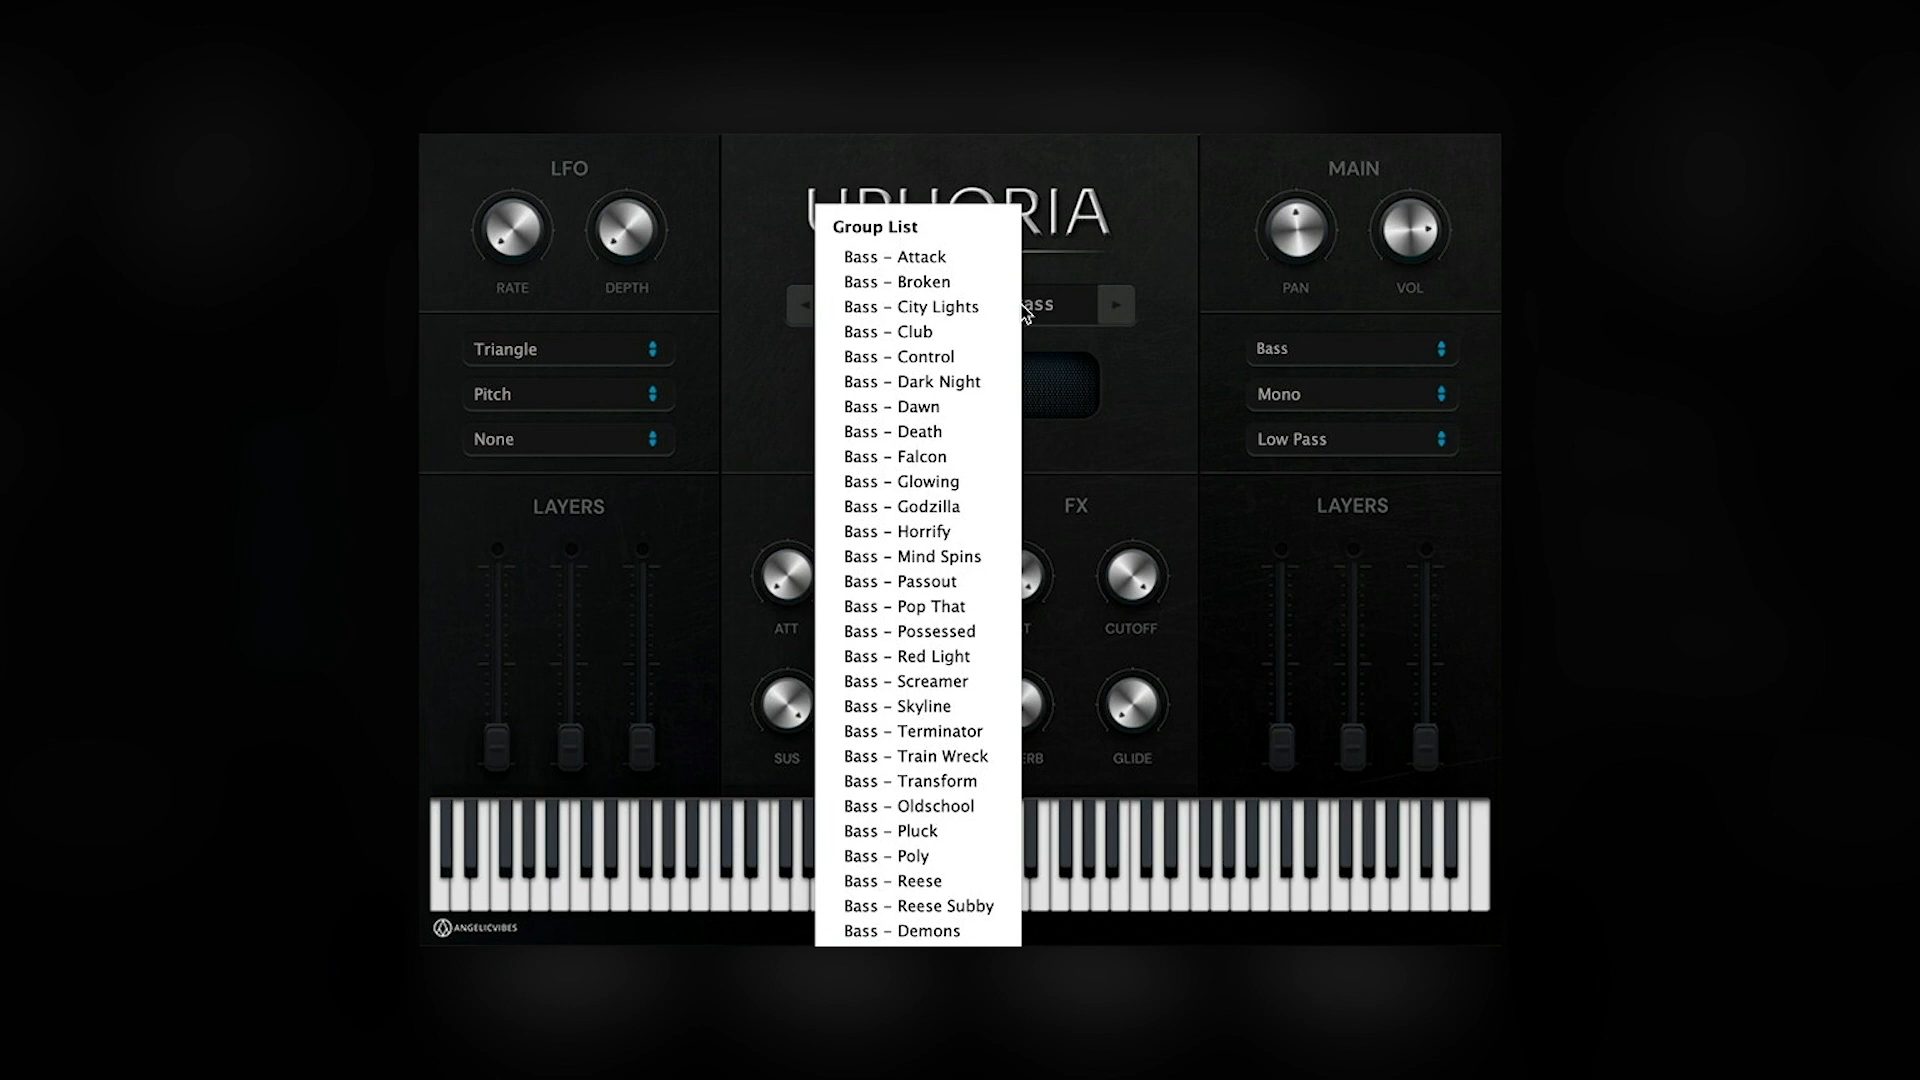 LFO
RATE
DEPTH
Triangle
Pitch
None
LAYERS
Group List
Bass – Attack
Bass – Broken
Bass – City Lights
Bass – Club
Bass – Control
Bass – Dark Night
Bass – Dawn
Bass – Death
Bass – Falcon
Bass – Glowing
Bass – Godzilla
Bass – Horrify
Bass – Mind Spins
Bass – Passout
Bass – Pop That
Bass – Possessed
Bass – Red Light
Bass – Screamer
Bass – Skyline
Bass – Terminator
Bass – Train Wreck
Bass – Transform
Bass – Oldschool
Bass – Pluck
Bass – Poly
Bass – Reese
Bass – Reese Subby
Bass – Demons
ATT
SUS
FX
CUTOFF
GLIDE
MAIN
PAN
VOL
Bass
Mono
Low Pass
LAYERS
ANGELICVIBES